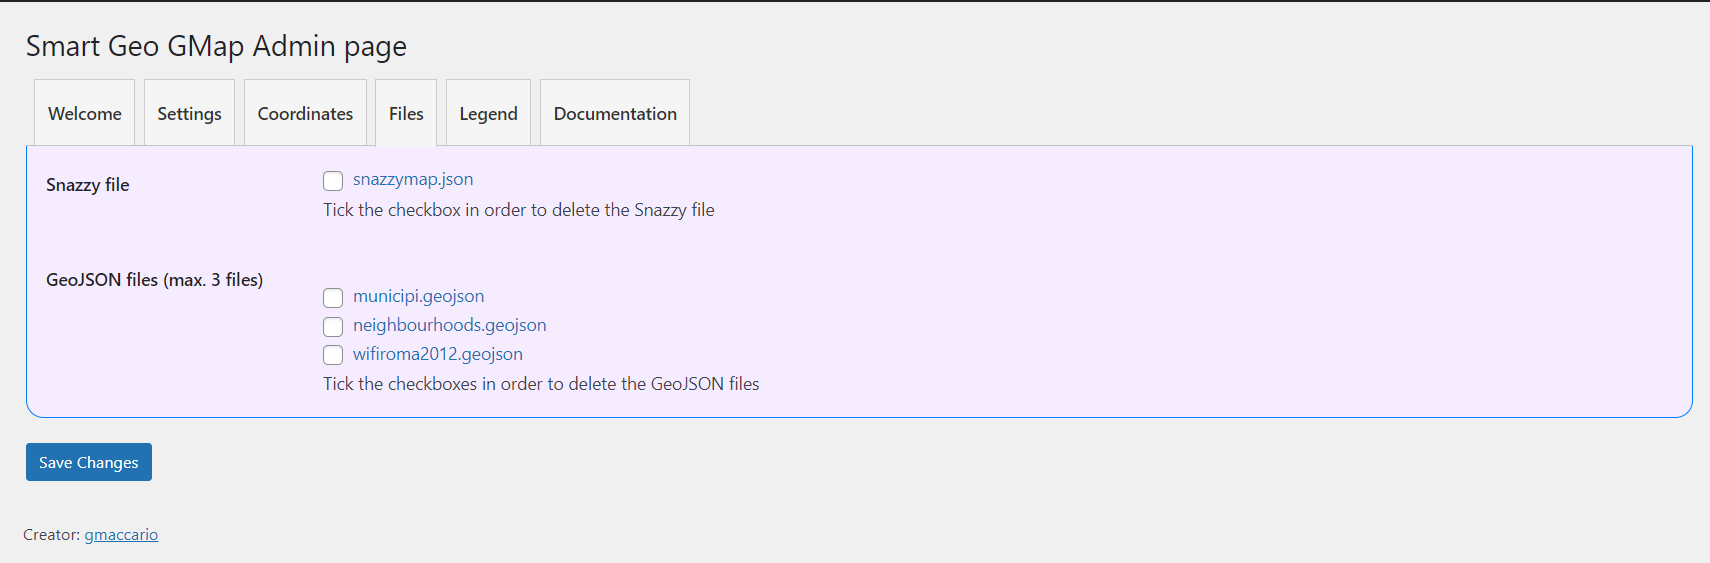 Smart Geo GMap Admin page
Welcome Settings Coordinates Files Legend Documentation
Snazzy file
snazzymap.json
Tick the checkbox in order to delete the Snazzy file
GeoJSON files (max. 3 files)
municipi.geojson
neighbourhoods.geojson
wifiroma2012.geojson
Tick the checkboxes in order to delete the GeoJSON files
Save Changes
Creator: gmaccario